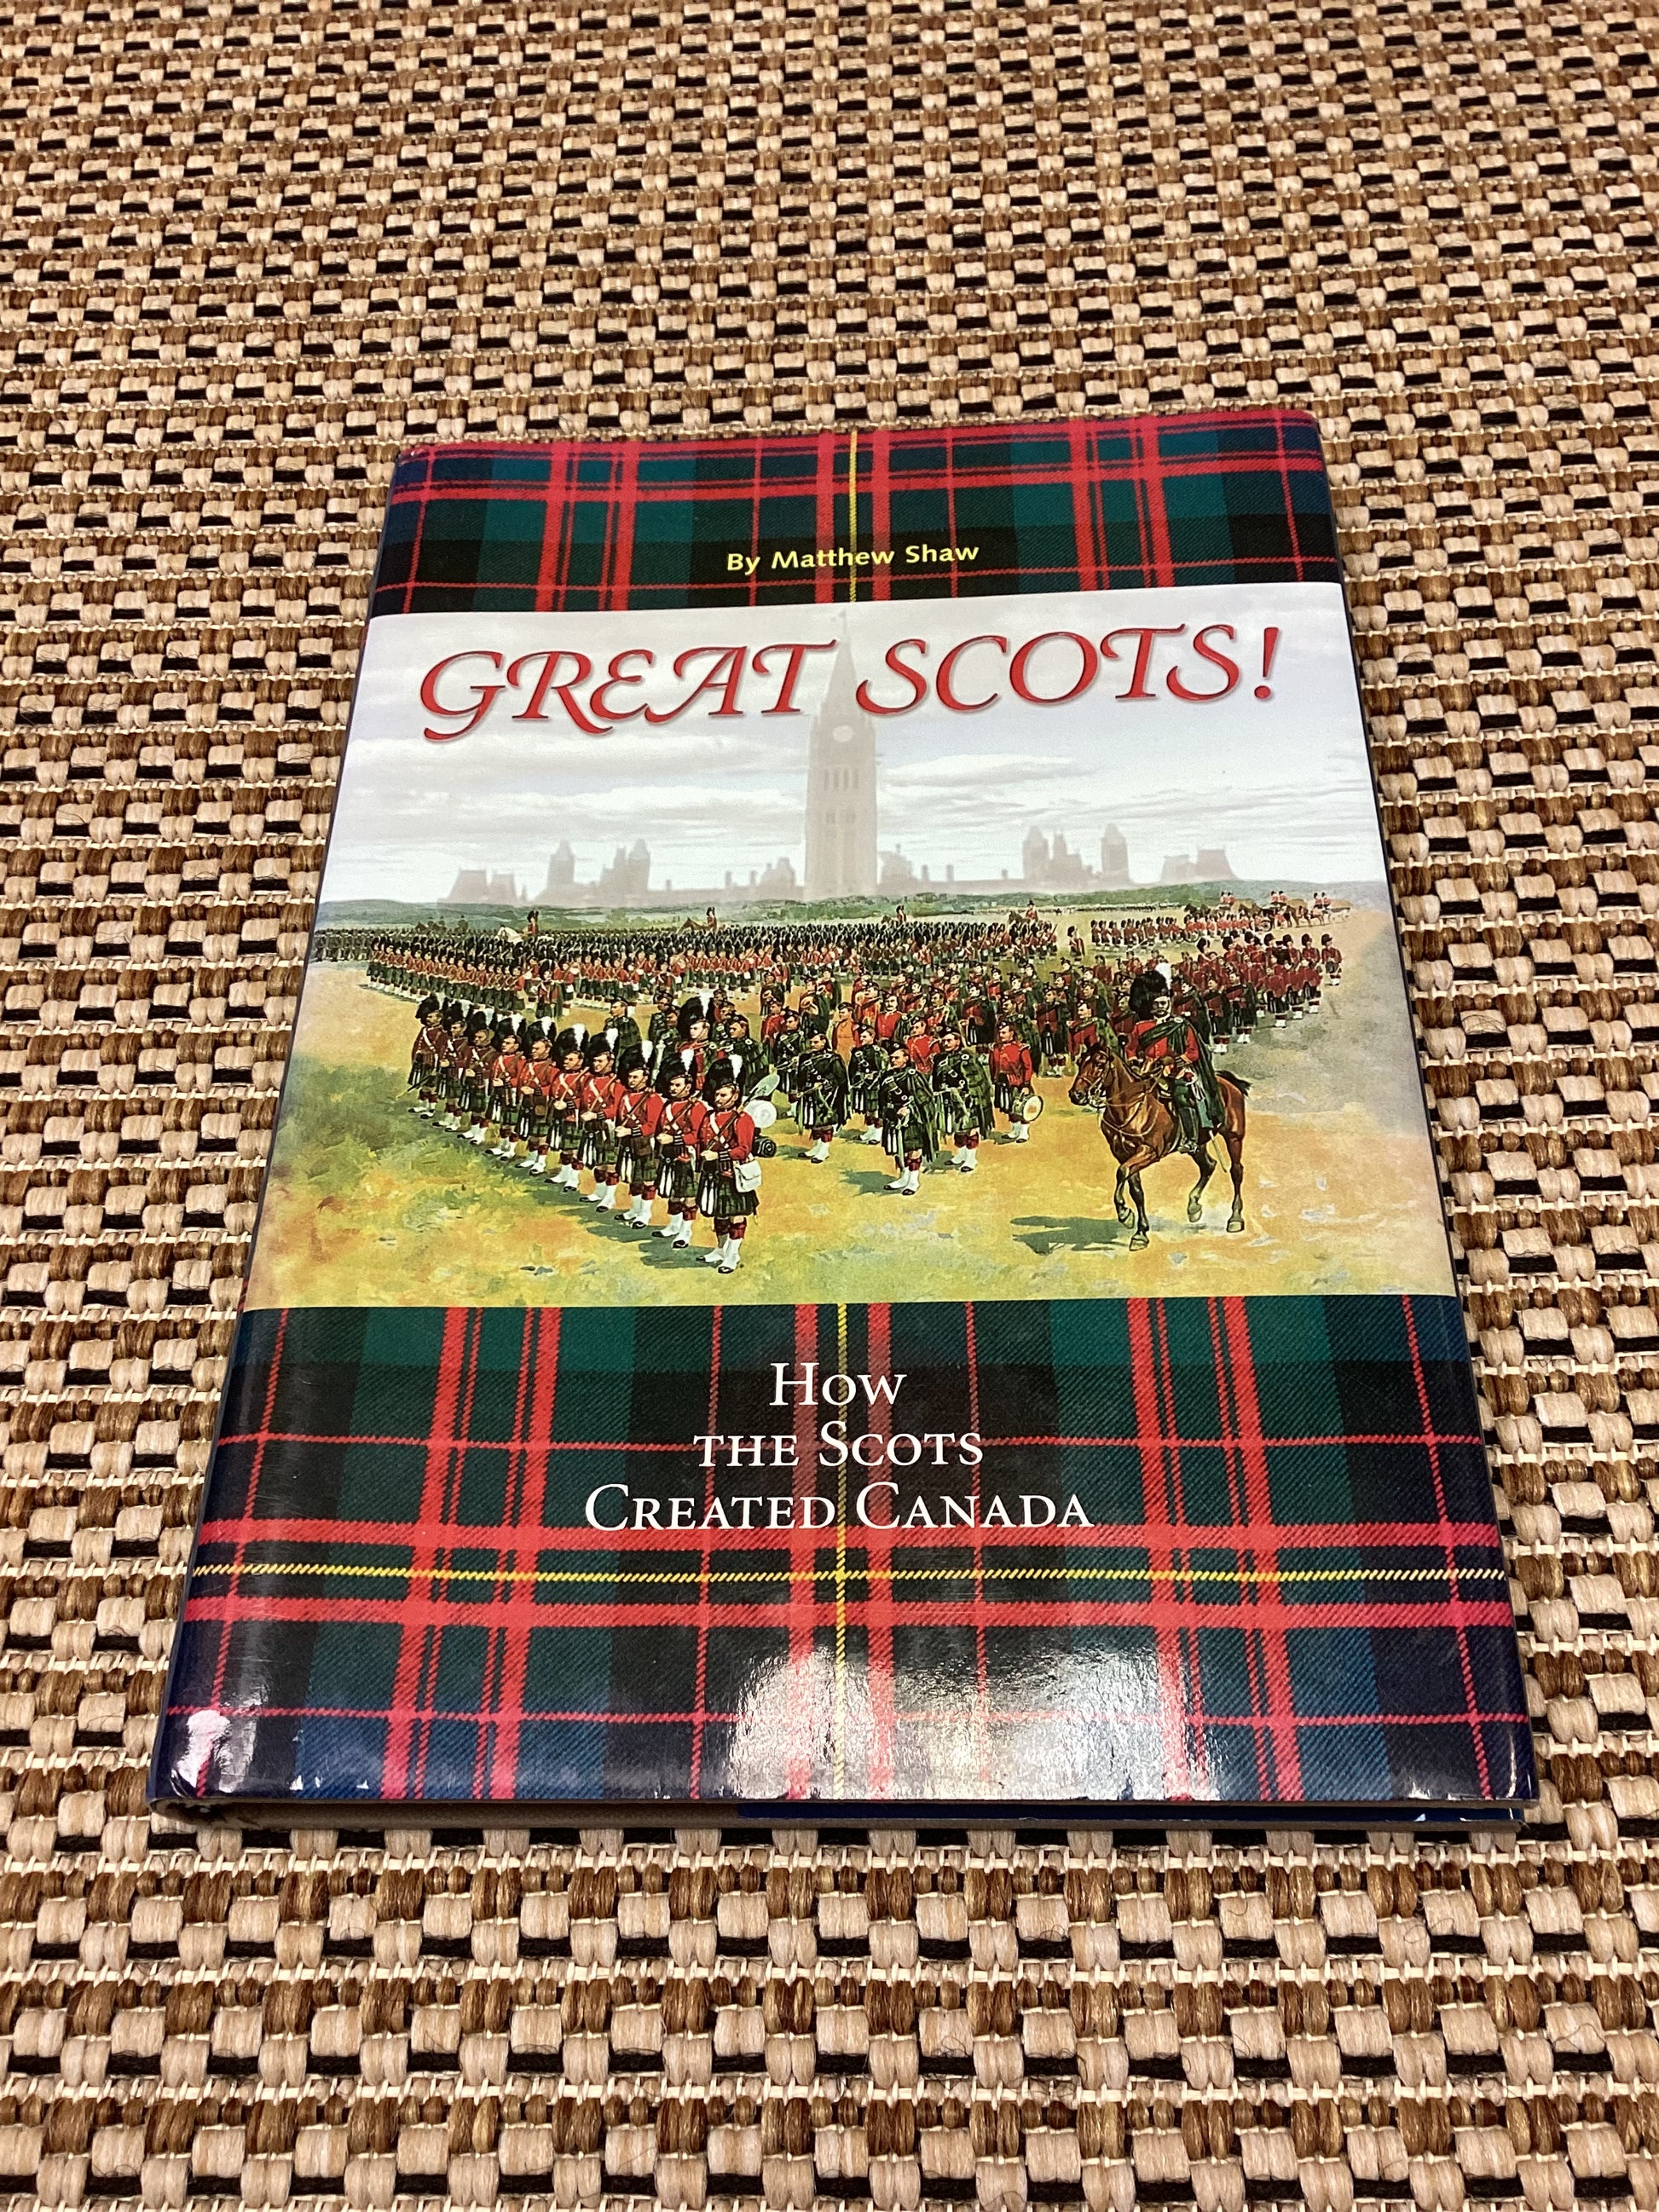 By Matthew Shaw
GREAT SCOTS!
How
the Scots
Created Canada